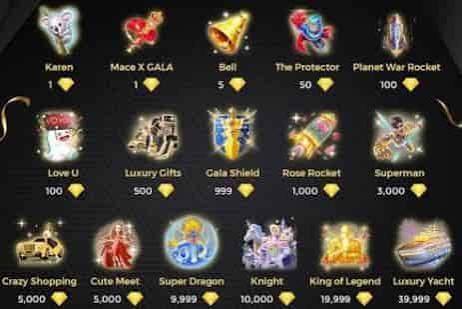 Karen
Mace X GALA
Bell
The Protector
Planet War Rocket
1
1
5
50
100
Love U
Luxury Gifts
Gala Shield
Rose Rocket
Superman
100
500
999
1,000
3,000
Crazy Shopping
Cute Meet
Super Dragon
Knight
King of Legend
Luxury Yacht
5,000
5,000
9,999
10,000
19,999
39,999